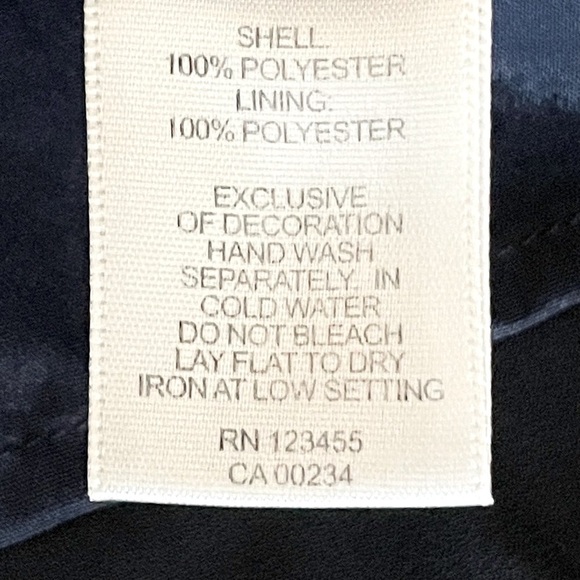 SHELL:
100% POLYESTER
LINING:
100% POLYESTER
EXCLUSIVE
OF DECORATION
HAND WASH
SEPARATELY, IN
COLD WATER
DO NOT BLEACH
LAY FLAT TO DRY
IRON AT LOW SETTING
RN 123455
CA 00234